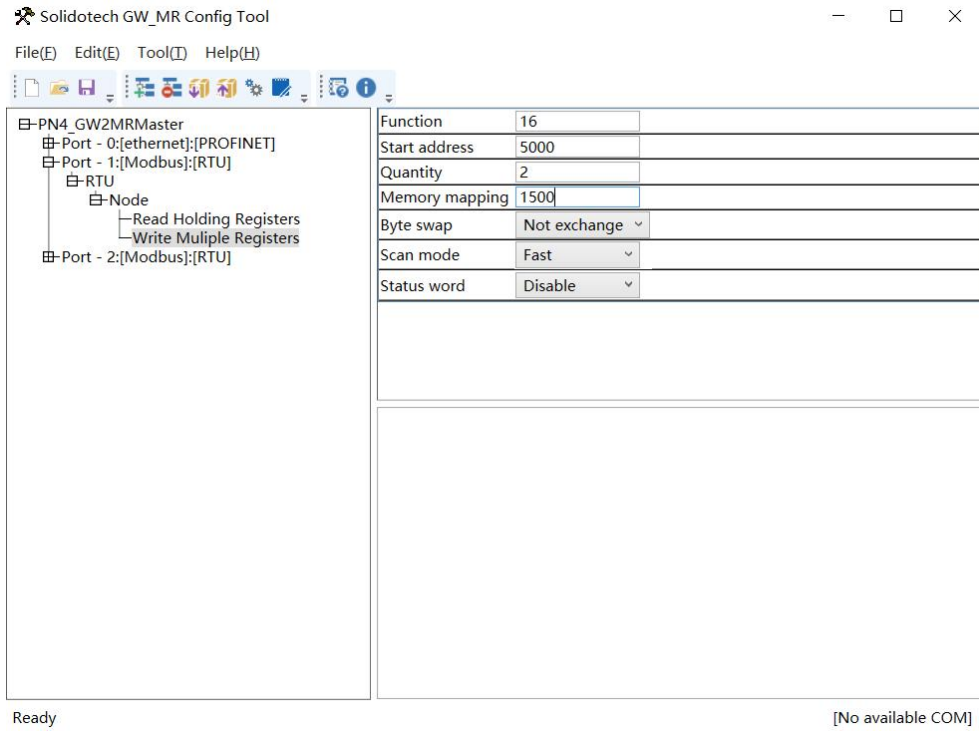 Solidotech GW_MR Config Tool
File(F) Edit(E) Tool(T) Help(H)
PN4_GW2MRMaster
Port - 0:[ethernet]:[PROFINET]
Port - 1:[Modbus]:[RTU]
RTU
Node
Read Holding Registers
Write Muliple Registers
Port - 2:[Modbus]:[RTU]
Function 16
Start address 5000
Quantity 2
Memory mapping 1500
Byte swap Not exchange
Scan mode Fast
Status word Disable
Ready [No available COM]